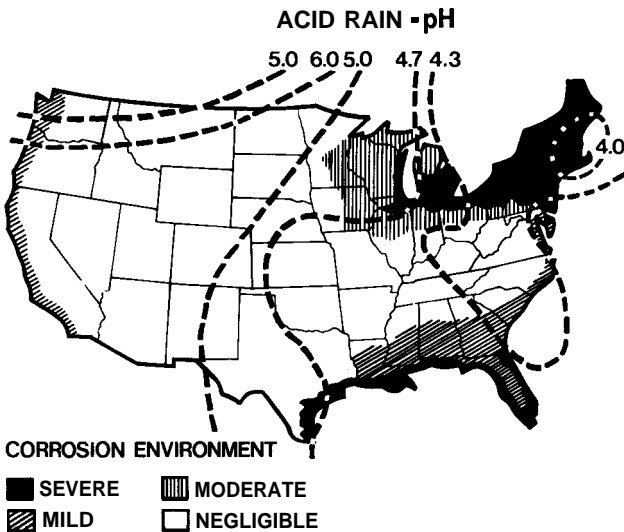 ACID RAIN - pH
5.0 6.0 5.0 4.7 4.3
4.0
CORROSION ENVIRONMENT
SEVERE MODERATE
MILD NEGLIGIBLE